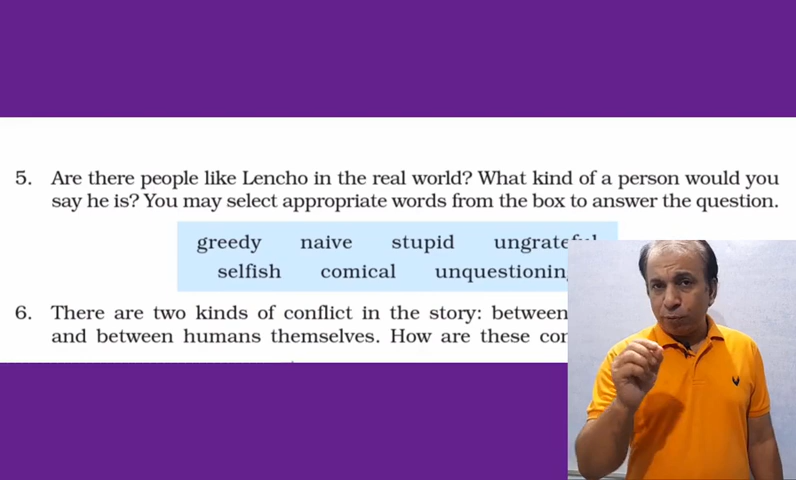 5. Are there people like Lencho in the real world? What kind of a person would you
say he is? You may select appropriate words from the box to answer the question.
greedy naive stupid
selfish comical
6. There are two kinds of conflict in the story: between
and between humans themselves. How are these